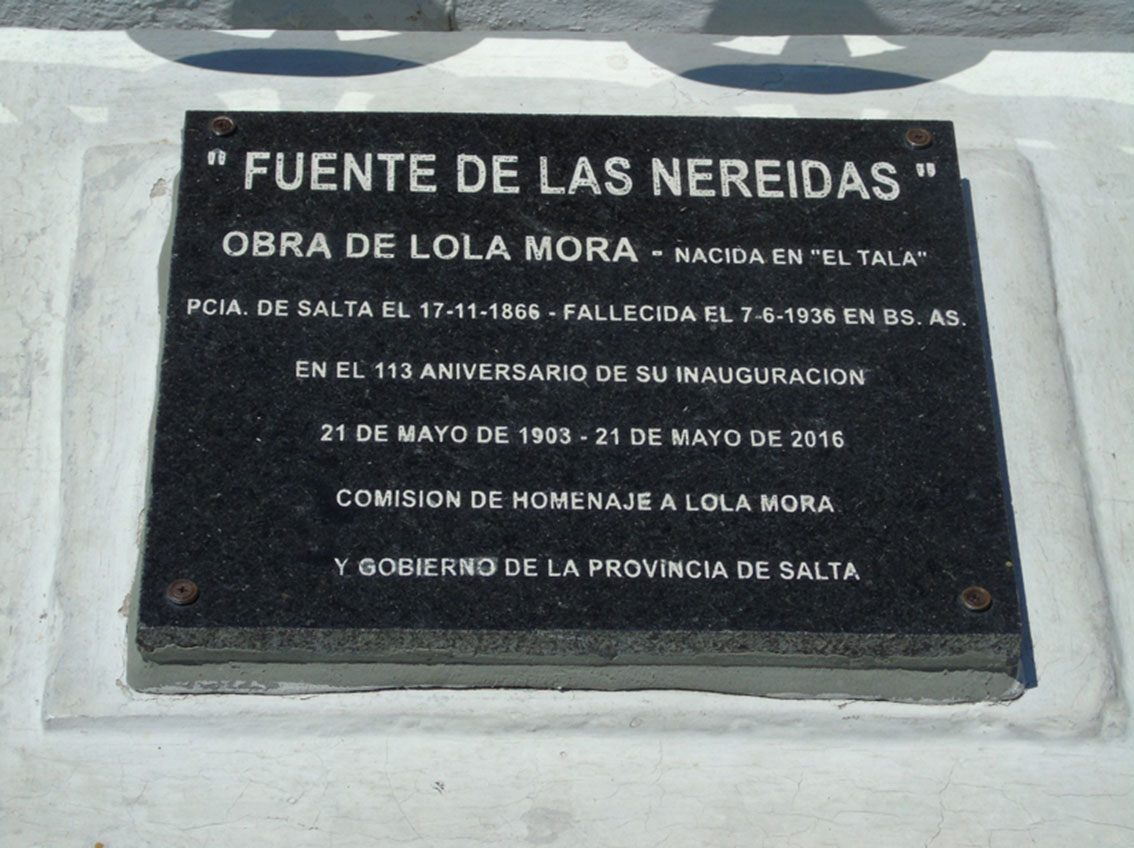 " FUENTE DE LAS NEREIDAS "
OBRA DE LOLA MORA - NACIDA EN "EL TALA"
PCIA. DE SALTA EL 17-11-1866 - FALLECIDA EL 7-6-1936 EN BS. AS.
EN EL 113 ANIVERSARIO DE SU INAUGURACION
21 DE MAYO DE 1903 - 21 DE MAYO DE 2016
COMISION DE HOMENAJE A LOLA MORA
Y GOBIERNO DE LA PROVINCIA DE SALTA